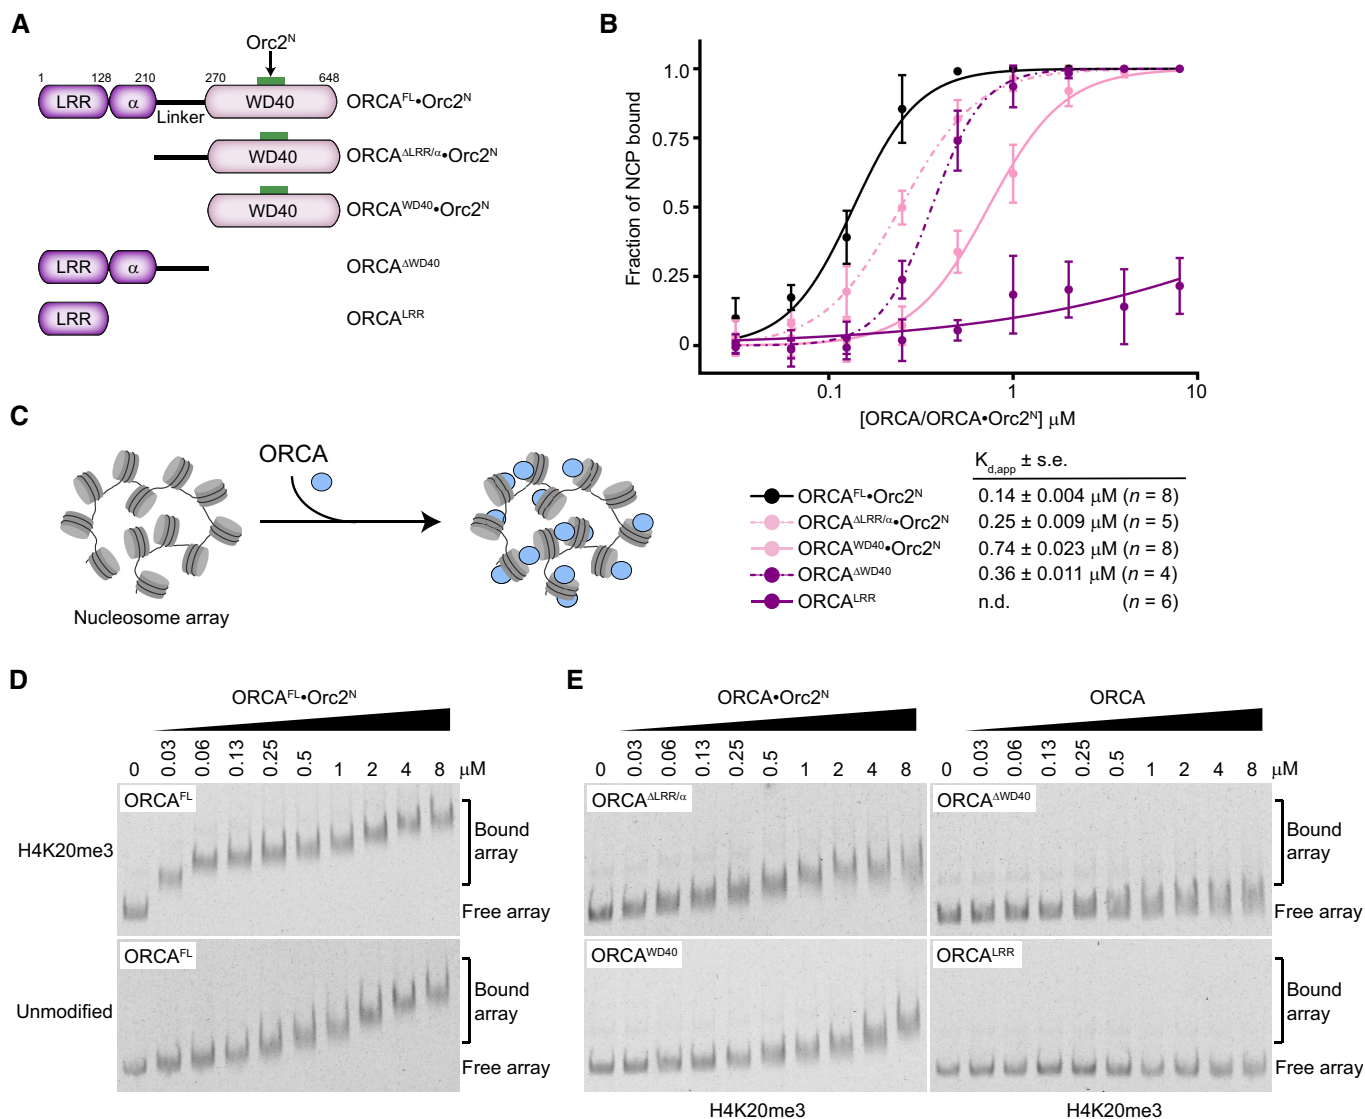 A
Orc2ᴺ
1 128 210 270 648
LRR α WD40 ORCAFL•Orc2N
Linker
WD40 ORCAΔLRR/α•Orc2N
WD40 ORCAWD40•Orc2N
LRR α ORCAΔWD40
LRR ORCALRR
B
Fraction of NCP bound
1.0
0.75
0.5
0.25
0
0.1 1 10
[ORCA/ORCA•Orc2N] μM
Kd,app ± s.e.
ORCAFL•Orc2N 0.14 ± 0.004 μM (n = 8)
ORCAΔLRR/α•Orc2N 0.25 ± 0.009 μM (n = 5)
ORCAWD40•Orc2N 0.74 ± 0.023 μM (n = 8)
ORCAΔWD40 0.36 ± 0.011 μM (n = 4)
ORCALRR n.d. (n = 6)
C
ORCA
Nucleosome array
D
ORCAFL•Orc2N
0 0.03 0.06 0.13 0.25 0.5 1 2 4 8 μM
H4K20me3
ORCAFL
Bound array
Free array
Unmodified
ORCAFL
Bound array
Free array
E
ORCA•Orc2N ORCA
0 0.03 0.06 0.13 0.25 0.5 1 2 4 8 0 0.03 0.06 0.13 0.25 0.5 1 2 4 8 μM
ORCAΔLRR/α ORCAΔWD40
Bound array
Free array
ORCAWD40 ORCALRR
Bound array
Free array
H4K20me3 H4K20me3